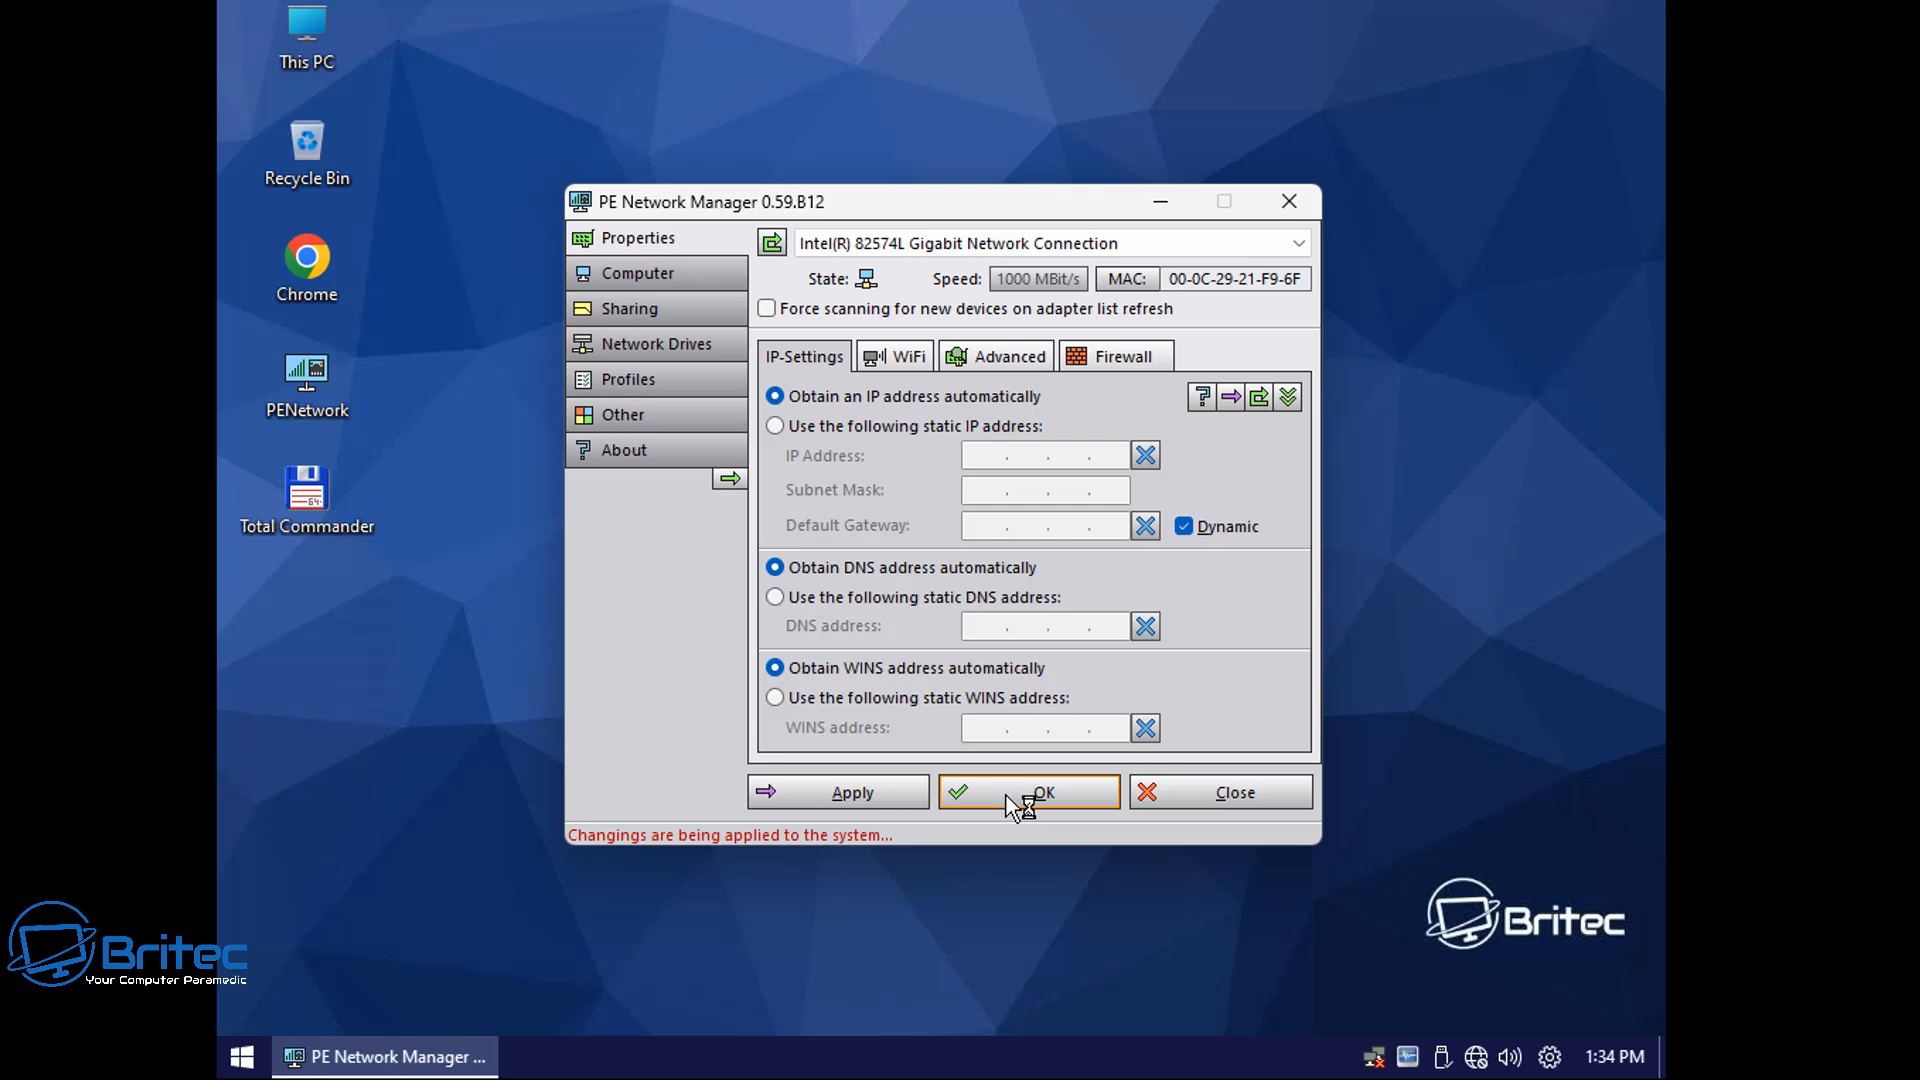 This PC
Recycle Bin
Chrome
PENetwork
Total Commander
PE Network Manager 0.59.B12
Properties
Computer
Sharing
Network Drives
Profiles
Other
About
Intel(R) 82574L Gigabit Network Connection
State: Speed: 1000 MBit/s MAC: 00-0C-29-21-F9-6F
Force scanning for new devices on adapter list refresh
IP-Settings WiFi Advanced Firewall
Obtain an IP address automatically
Use the following static IP address:
IP Address: . . .
Subnet Mask: . . .
Default Gateway: . . . Dynamic
Obtain DNS address automatically
Use the following static DNS address:
DNS address: . . .
Obtain WINS address automatically
Use the following static WINS address:
WINS address: . . .
Apply OK Close
Changings are being applied to the system...
Britec
Britec
Your Computer Paramedic
PE Network Manager ...
1:34 PM